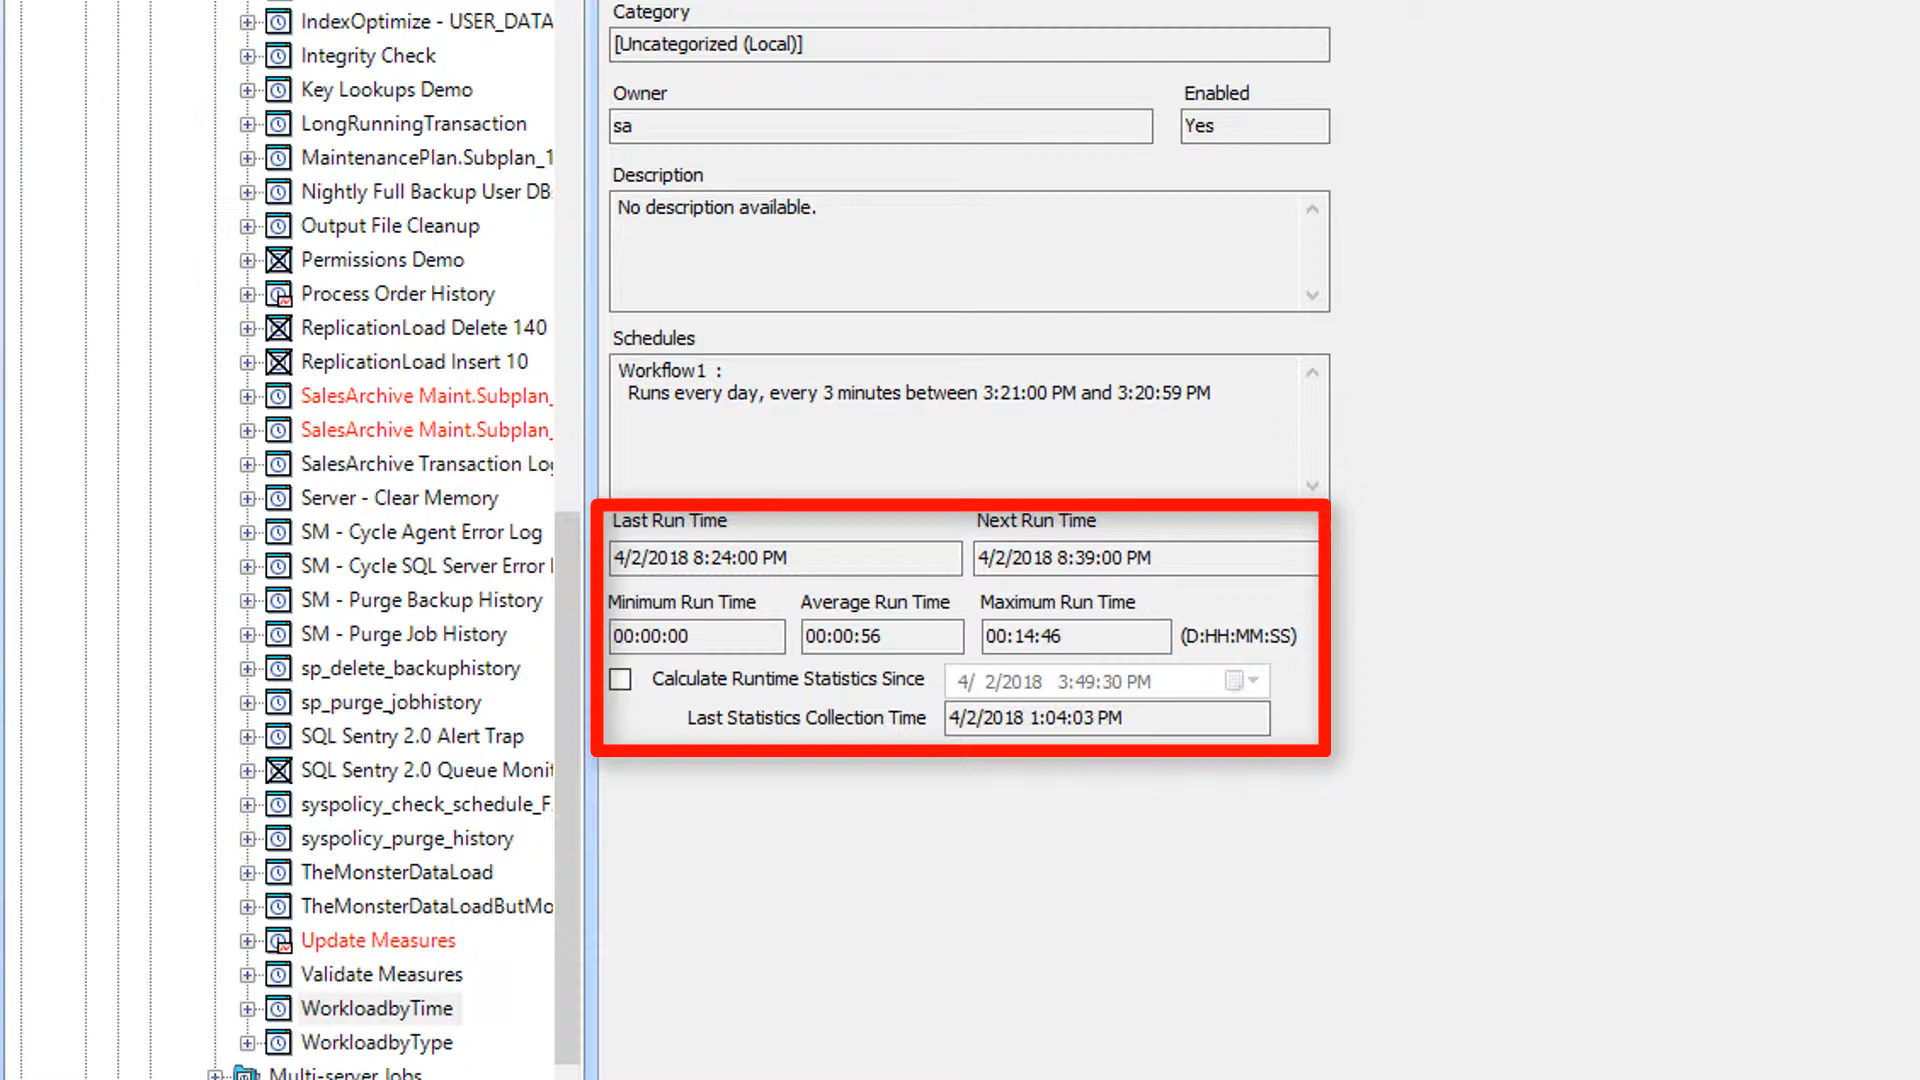 IndexOptimize - USER_DATA
Integrity Check
Key Lookups Demo
LongRunningTransaction
MaintenancePlan.Subplan_1
Nightly Full Backup User DB
Output File Cleanup
Permissions Demo
Process Order History
ReplicationLoad Delete 140
ReplicationLoad Insert 10
SalesArchive Maint.Subplan_
SalesArchive Maint.Subplan_
SalesArchive Transaction Log
Server - Clear Memory
SM - Cycle Agent Error Log
SM - Cycle SQL Server Error
SM - Purge Backup History
SM - Purge Job History
sp_delete_backuphistory
sp_purge_jobhistory
SQL Sentry 2.0 Alert Trap
SQL Sentry 2.0 Queue Monit
syspolicy_check_schedule_F
syspolicy_purge_history
TheMonsterDataLoad
TheMonsterDataLoadButMo
Update Measures
Validate Measures
WorkloadbyTime
WorkloadbyType
Multi-server Jobs
Category
[Uncategorized (Local)]
Owner Enabled
sa Yes
Description
No description available.
Schedules
Workflow1 :
Runs every day, every 3 minutes between 3:21:00 PM and 3:20:59 PM
Last Run Time Next Run Time
4/2/2018 8:24:00 PM 4/2/2018 8:39:00 PM
Minimum Run Time Average Run Time Maximum Run Time
00:00:00 00:00:56 00:14:46 (D:HH:MM:SS)
Calculate Runtime Statistics Since 4/ 2/2018 3:49:30 PM
Last Statistics Collection Time 4/2/2018 1:04:03 PM